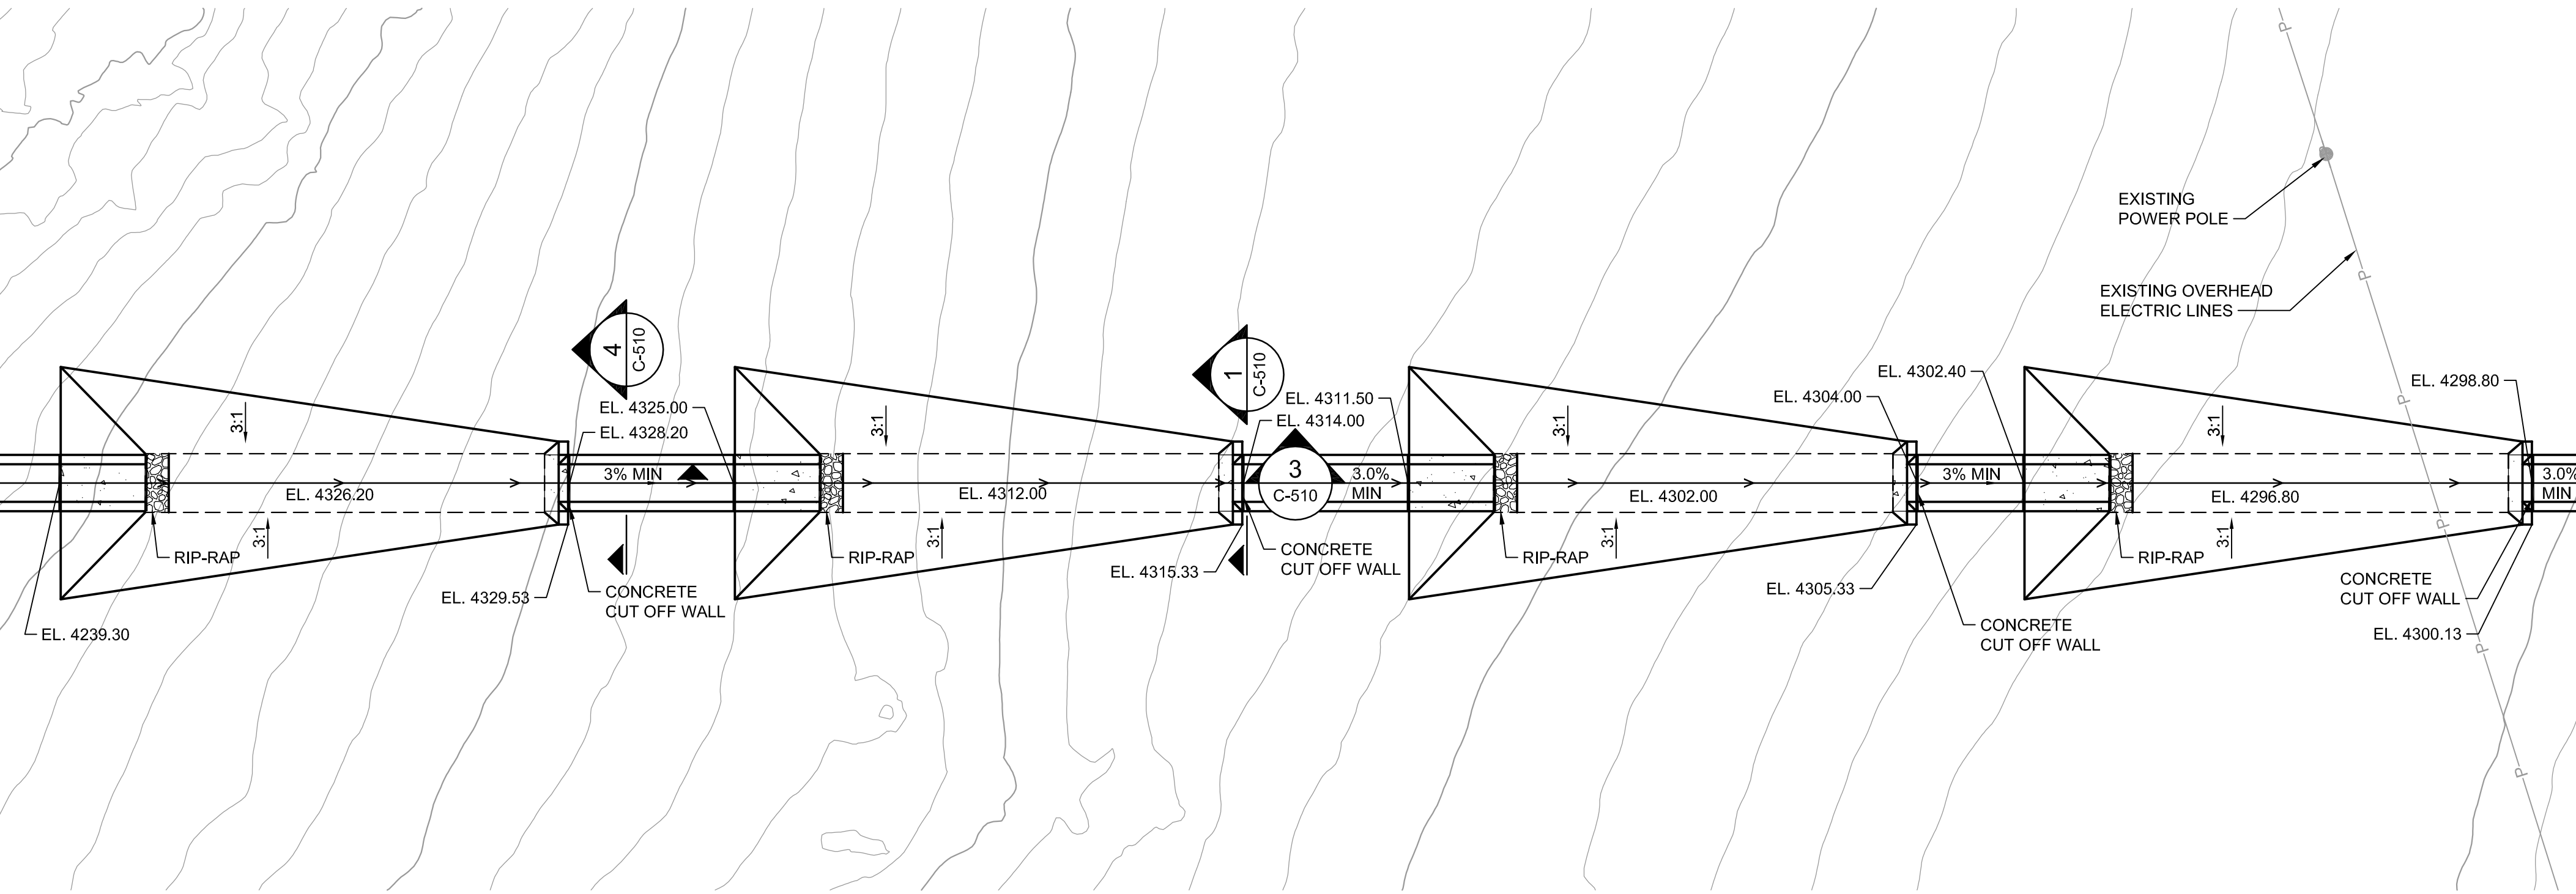 P
EXISTING
POWER POLE
P
EXISTING OVERHEAD
ELECTRIC LINES
4
C-510
1
C-510
EL. 4302.40
EL. 4298.80
P
EL. 4311.50
EL. 4304.00
EL. 4325.00
EL. 4314.00
EL. 4328.20
3:1
3:1
3:1
3:1
3
C-510
3% MIN
3.0%
MIN
3% MIN
3.0%
MIN
EL. 4326.20
EL. 4312.00
EL. 4302.00
EL. 4296.80
P
3:1
3:1
3:1
3:1
RIP-RAP
RIP-RAP
RIP-RAP
RIP-RAP
CONCRETE
CUT OFF WALL
EL. 4315.33
EL. 4329.53
CONCRETE
CUT OFF WALL
EL. 4305.33
CONCRETE
CUT OFF WALL
EL. 4239.30
CONCRETE
CUT OFF WALL
EL. 4300.13
P
P